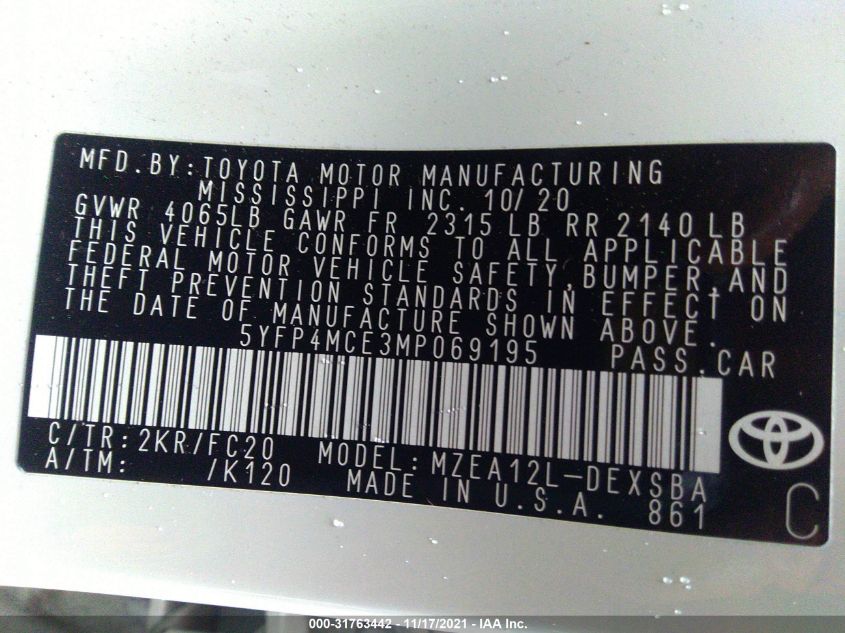 MFD.BY:TOYOTA MOTOR MANUFACTURING
MISSISSIPPI INC. 10/20
GVWR 4065LB GAWR FR 2315 LB RR 2140 LB
THIS VEHICLE CONFORMS TO ALL APPLICABLE
FEDERAL MOTOR VEHICLE SAFETY,BUMPER,AND
THEFT PREVENTION STANDARDS IN EFFECT ON
THE DATE OF MANUFACTURE SHOWN ABOVE.
5YFP4MCE3MP069195 PASS.CAR
C/TR:2KR/FC20 MODEL:MZEA12L-DEXSBA
A/TM: /K120 MADE IN U.S.A. 861
C
000-31763442 - 11/17/2021 - IAA Inc.